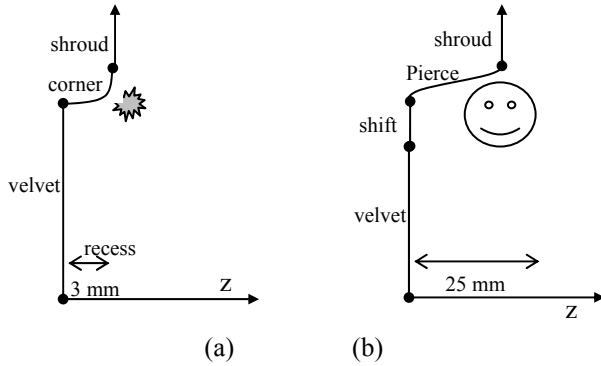 shroud
corner
velvet
recess
3 mm
z
(a)
shroud
Pierce
shift
velvet
25 mm
z
(b)